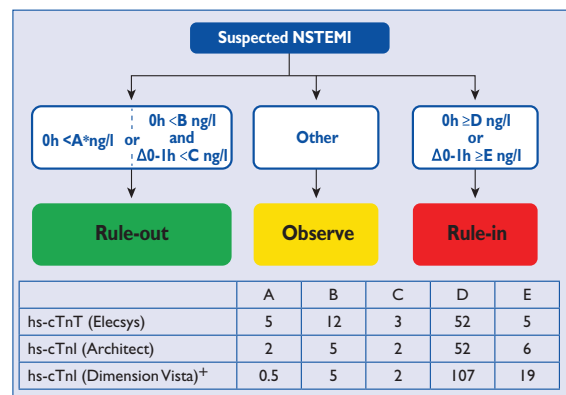 Suspected NSTEMI
0h <A*ng/l or
0h <B ng/l
and
Δ0-1h <C ng/l
Other
0h ≥D ng/l
or
Δ0-1h ≥E ng/l
Rule-out
Observe
Rule-in
A B C D E
hs-cTnT (Elecsys) 5 12 3 52 5
hs-cTnI (Architect) 2 5 2 52 6
hs-cTnI (Dimension Vista)+ 0.5 5 2 107 19